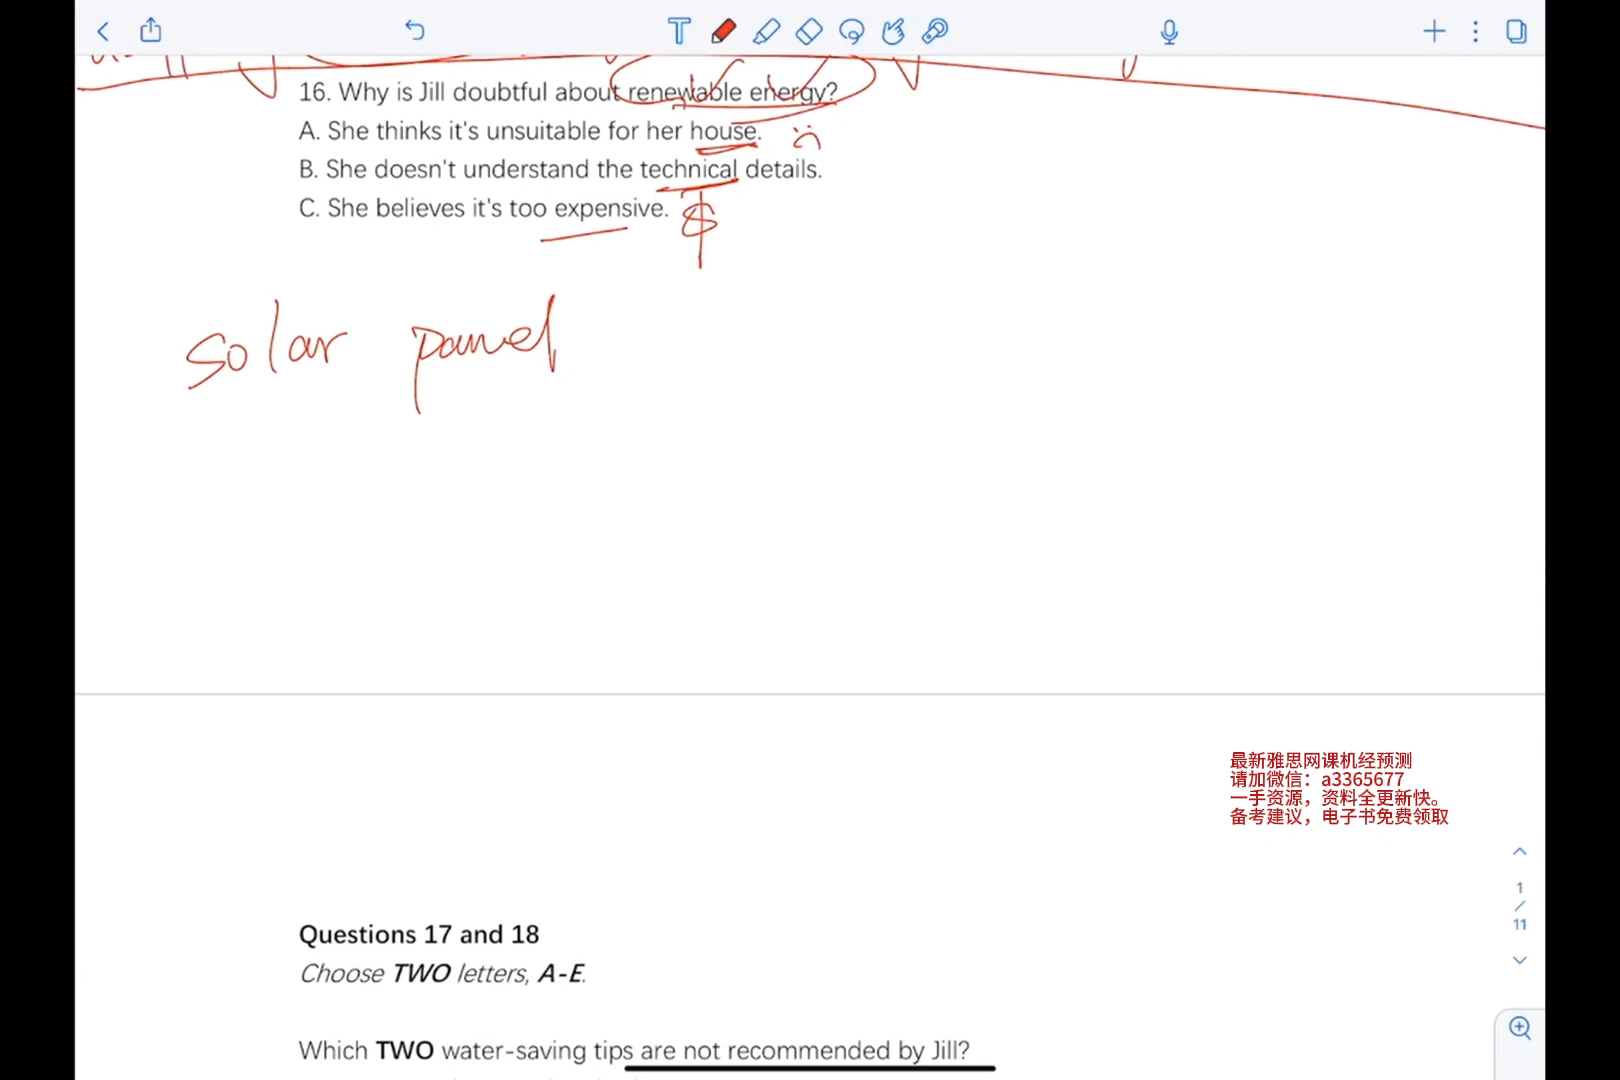 16. Why is Jill doubtful about renewable energy?
A. She thinks it's unsuitable for her house.
B. She doesn't understand the technical details.
C. She believes it's too expensive.
$
solar panel
最新雅思网课机经预测
请加微信：a3365677
一手资源，资料全更新快。
备考建议，电子书免费领取
1
/
11
Questions 17 and 18
Choose TWO letters, A-E.
Which TWO water-saving tips are not recommended by Jill?